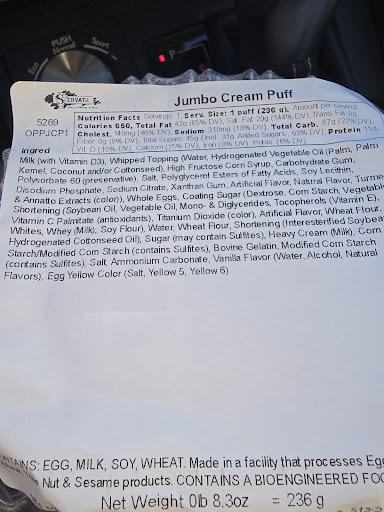 PUSH
Sport
P
SERVATII
Jumbo Cream Puff
5269
OPPJCP1
Nutrition Facts Servings: 1, Serv. Size: 1 puff (236 g), Amount per serving:
Calories 650, Total Fat 42g (65% DV), Sat. Fat 29g (144% DV), Trans Fat 0g,
Cholest. 140mg (46% DV), Sodium 310mg (13% DV), Total Carb. 67g (22% DV),
Fiber 0g (0% DV), Total Sugars 45g (Incl. 31g Added Sugars, 63% DV), Protein 11g,
Vit. D (15% DV), Calcium (15% DV), Iron (8% DV), Potas. (6% DV).
Ingred
Milk (with Vitamin D3), Whipped Topping (Water, Hydrogenated Vegetable Oil (Palm, Palm
Kernel, Coconut and/or Cottonseed), High Fructose Corn Syrup, Carbohydrate Gum,
Polysorbate 60 (preservative), Salt, Polyglycerol Esters of Fatty Acids, Soy Lecithin,
Disodium Phosphate, Sodium Citrate, Xanthan Gum, Artificial Flavor, Natural Flavor, Turme
& Annatto Extracts (color)), Whole Eggs, Coating Sugar (Dextrose, Corn Starch, Vegetable
Shortening (Soybean Oil, Vegetable Oil, Mono- & Diglycerides, Tocopherols (Vitamin E),
Vitamin C Palmitate (antioxidants), Titanium Dioxide (color), Artificial Flavor, Wheat Flour,
Whites, Whey (Milk), Soy Flour), Water, Wheat Flour, Shortening (Interesterified Soybea
Hydrogenated Cottonseed Oil), Sugar (may contain Sulfites), Heavy Cream (Milk), Corn
Starch/Modified Corn Starch (contains Sulfites), Bovine Gelatin, Modified Corn Starch
(contains Sulfites), Salt, Ammonium Carbonate, Vanilla Flavor (Water, Alcohol, Natural
Flavors), Egg Yellow Color (Salt, Yellow 5, Yellow 6)
TAINS: EGG, MILK, SOY, WHEAT. Made in a facility that processes Egg
Nut & Sesame products. CONTAINS A BIOENGINEERED FOO
Net Weight 0lb 8.3oz = 236 g